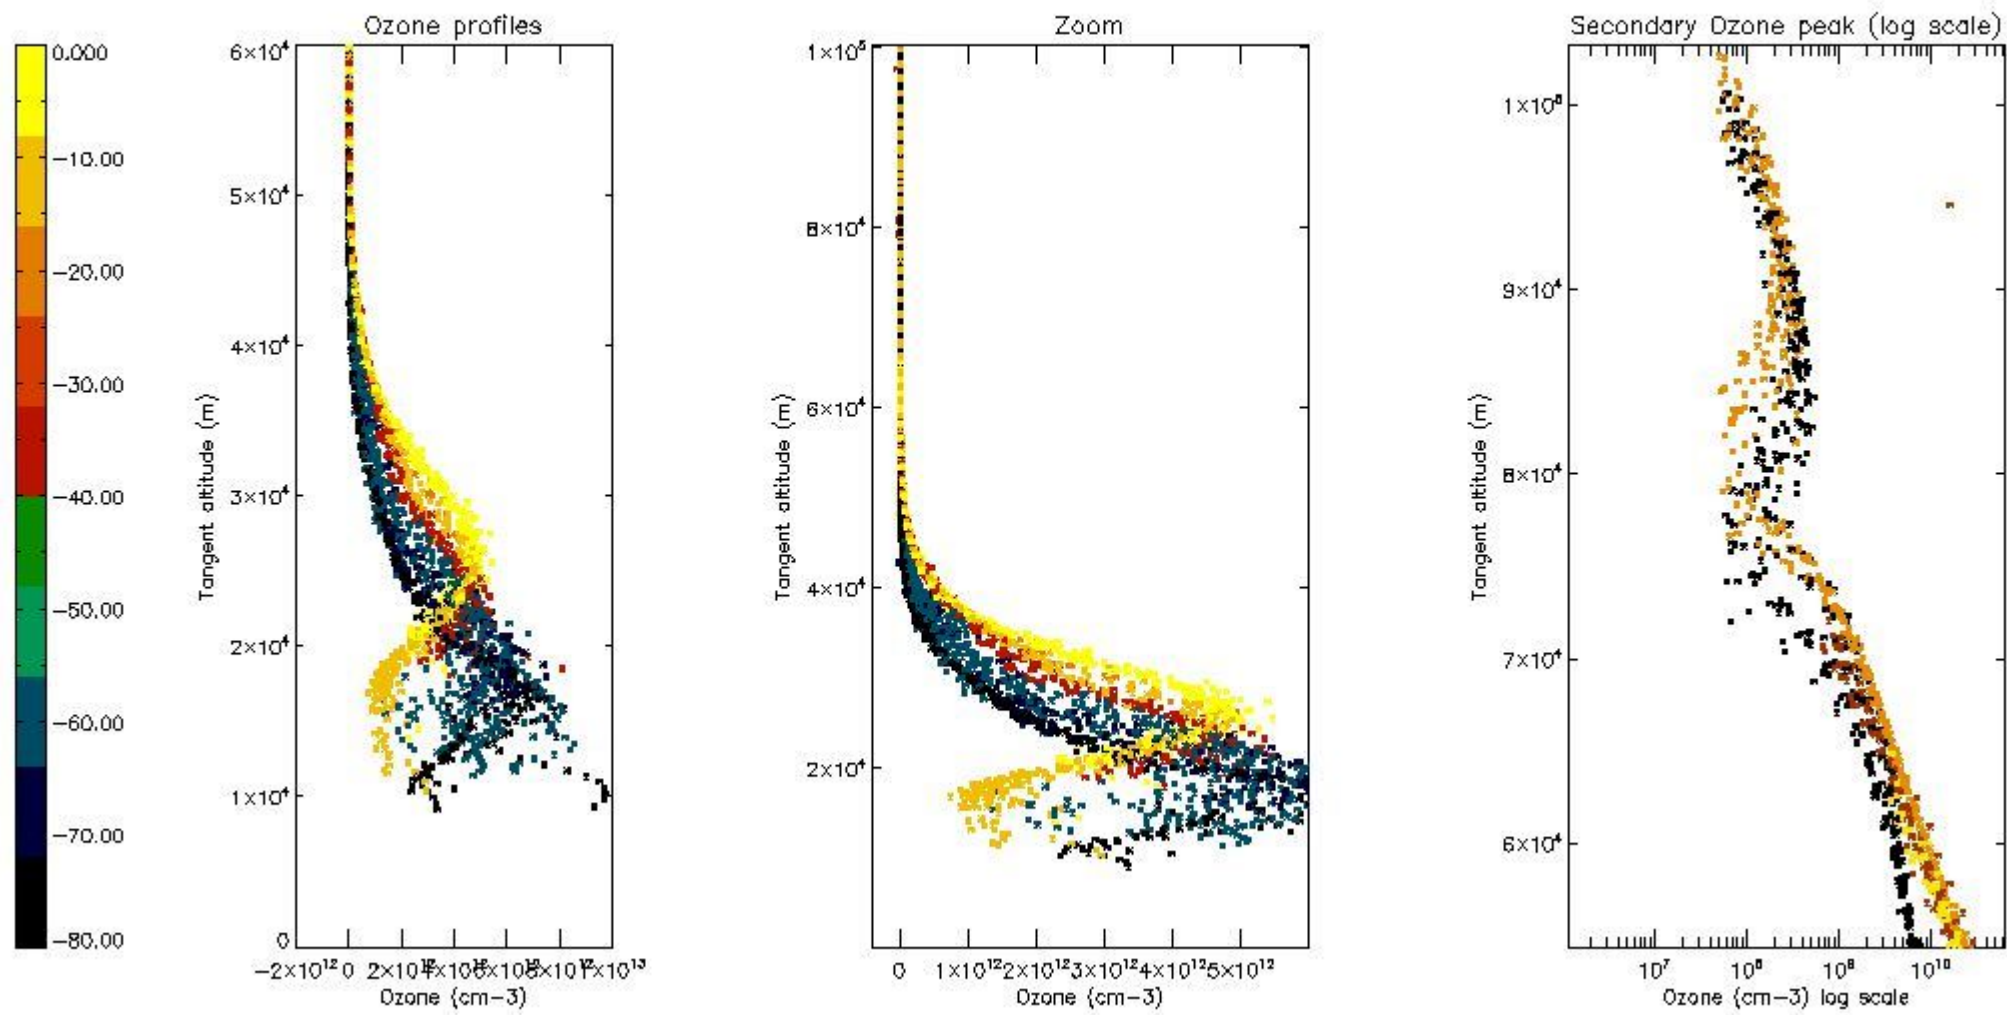 Ozone profiles
Zoom
Secondary Ozone peak (log scale)
0.000
−10.00
−20.00
−30.00
−40.00
−50.00
−60.00
−70.00
−80.00
6×10⁴
5×10⁴
4×10⁴
3×10⁴
2×10⁴
1×10⁴
0
Tangent altitude (m)
−2×10¹² 0
Ozone (cm−3)
1×10⁵
8×10⁴
6×10⁴
4×10⁴
2×10⁴
Tangent altitude (m)
0 1×10¹² 2×10¹² 3×10¹² 4×10¹² 5×10¹²
Ozone (cm−3)
9×10⁴
8×10⁴
7×10⁴
6×10⁴
Tangent altitude (m)
10⁷ 10¹⁰
Ozone (cm−3) log scale